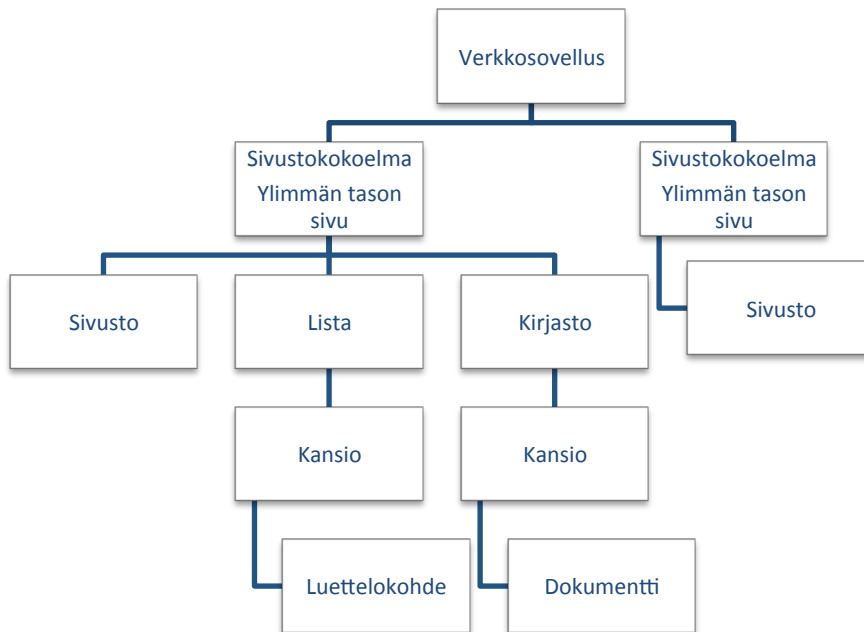 Verkkosovellus
Sivustokokoelma
Ylimmän tason
sivu
Sivustokokoelma
Ylimmän tason
sivu
Sivusto
Lista
Kirjasto
Sivusto
Kansio
Kansio
Luettelokohde
Dokumentti